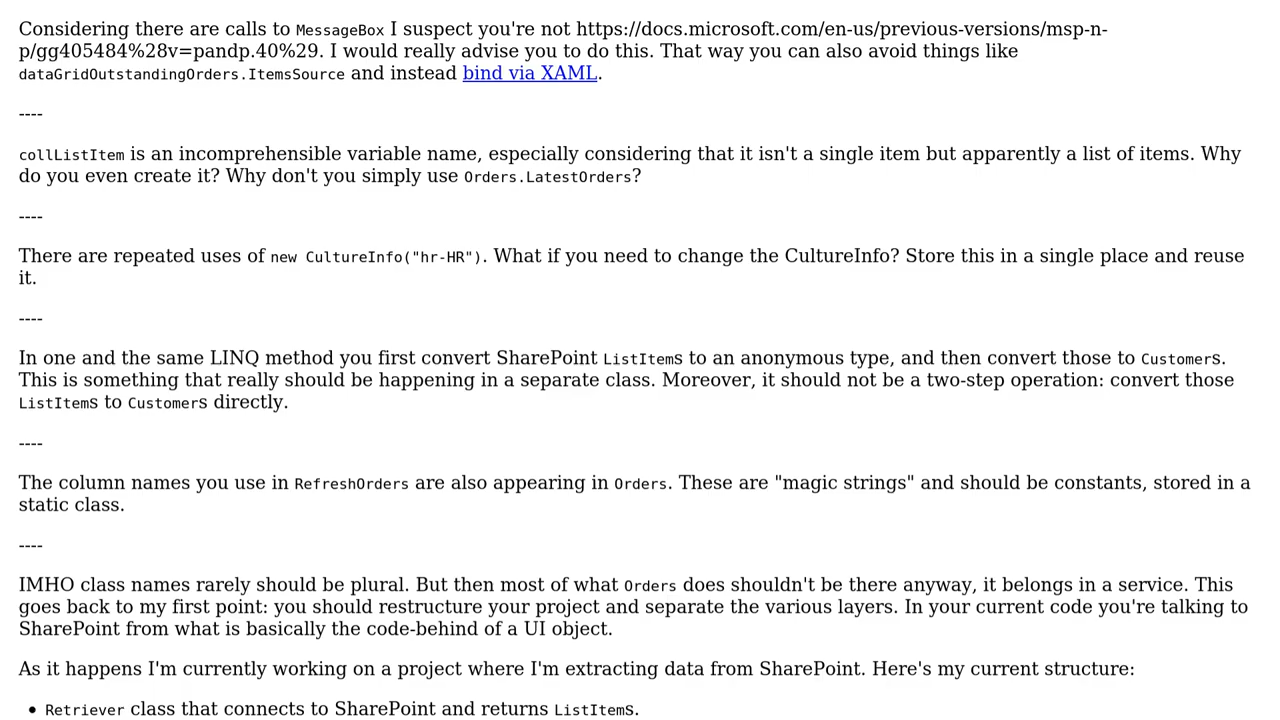 Considering there are calls to MessageBox I suspect you're not https://docs.microsoft.com/en-us/previous-versions/msp-n-
p/gg405484%28v=pandp.40%29. I would really advise you to do this. That way you can also avoid things like
dataGridOutstandingOrders.ItemsSource and instead bind via XAML.
----
collListItem is an incomprehensible variable name, especially considering that it isn't a single item but apparently a list of items. Why
do you even create it? Why don't you simply use Orders.LatestOrders?
----
There are repeated uses of new CultureInfo("hr-HR"). What if you need to change the CultureInfo? Store this in a single place and reuse
it.
----
In one and the same LINQ method you first convert SharePoint ListItems to an anonymous type, and then convert those to Customers.
This is something that really should be happening in a separate class. Moreover, it should not be a two-step operation: convert those
ListItems to Customers directly.
----
The column names you use in RefreshOrders are also appearing in Orders. These are "magic strings" and should be constants, stored in a
static class.
----
IMHO class names rarely should be plural. But then most of what Orders does shouldn't be there anyway, it belongs in a service. This
goes back to my first point: you should restructure your project and separate the various layers. In your current code you're talking to
SharePoint from what is basically the code-behind of a UI object.
As it happens I'm currently working on a project where I'm extracting data from SharePoint. Here's my current structure:
• Retriever class that connects to SharePoint and returns ListItems.